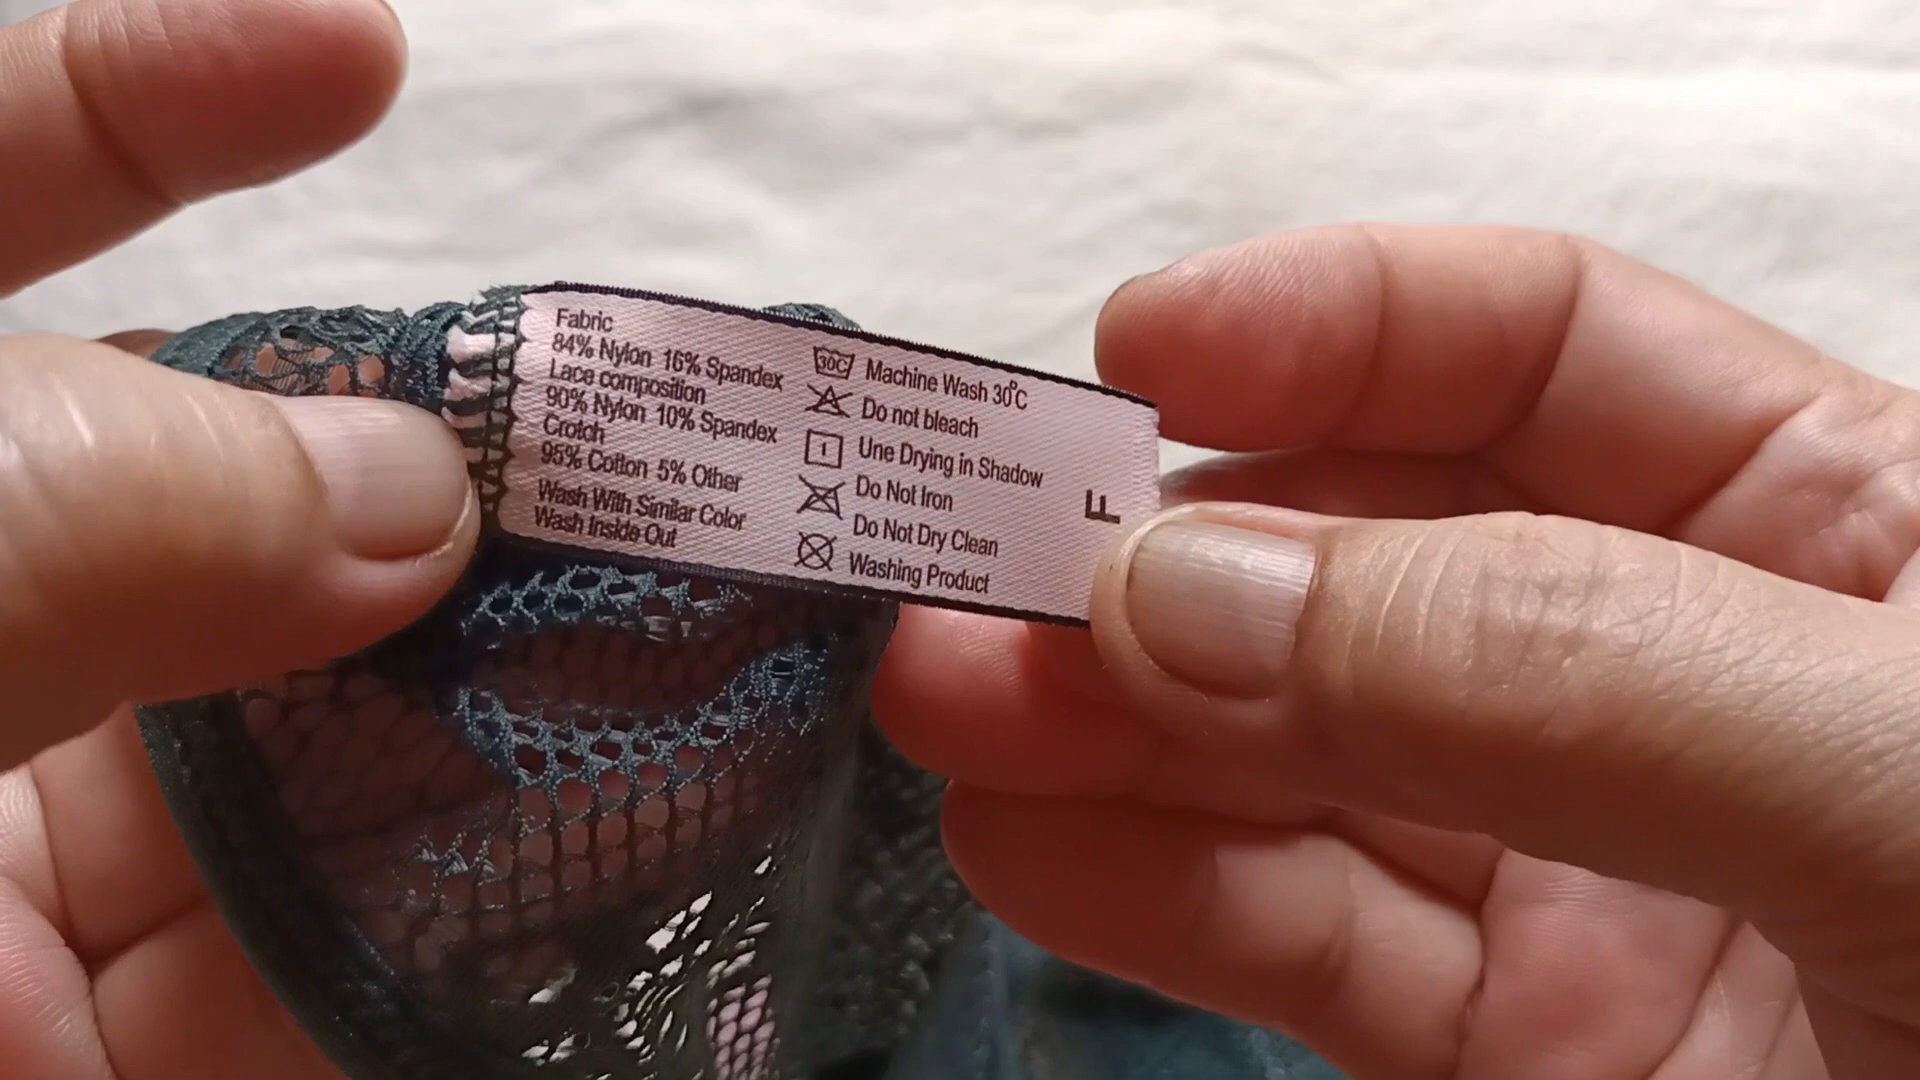 Fabric
84% Nylon 16% Spandex
Lace composition
90% Nylon 10% Spandex
Crotch
95% Cotton 5% Other
Wash With Similar Color
Wash Inside Out
30C Machine Wash 30°C
Do not bleach
Une Drying in Shadow
Do Not Iron
Do Not Dry Clean
Washing Product
F